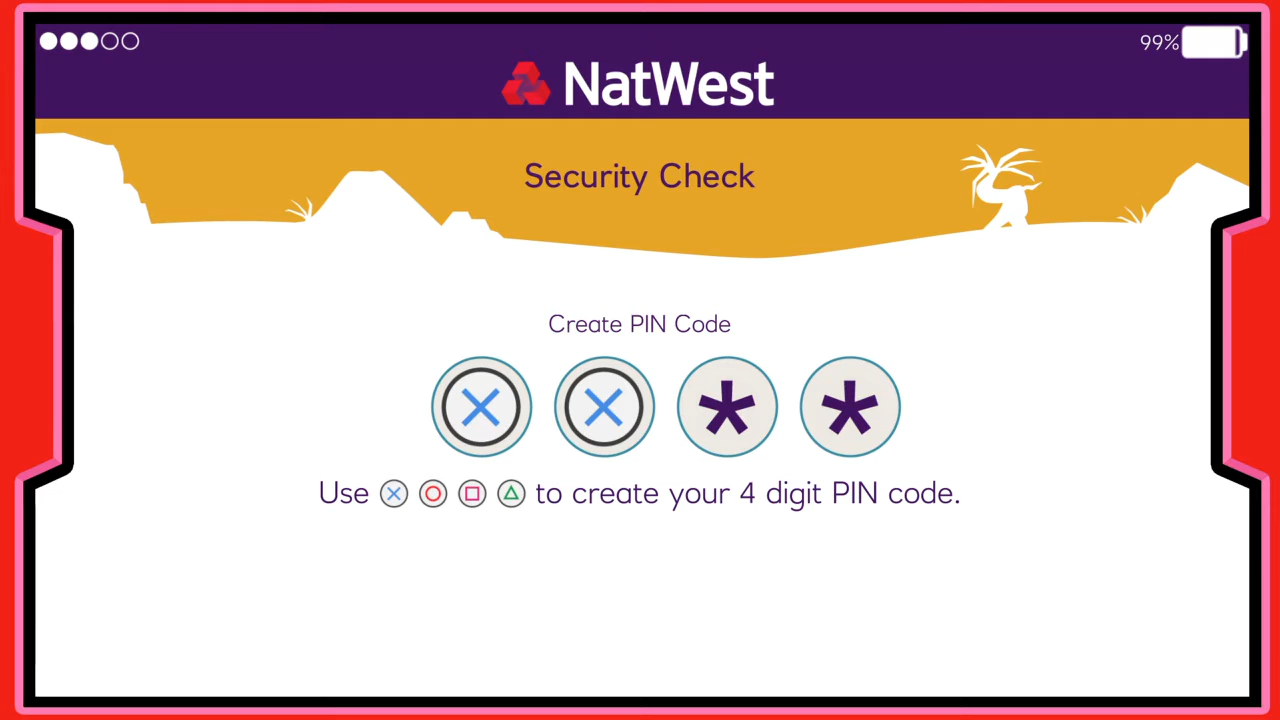 99%
NatWest
Security Check
Create PIN Code
* *
Use to create your 4 digit PIN code.